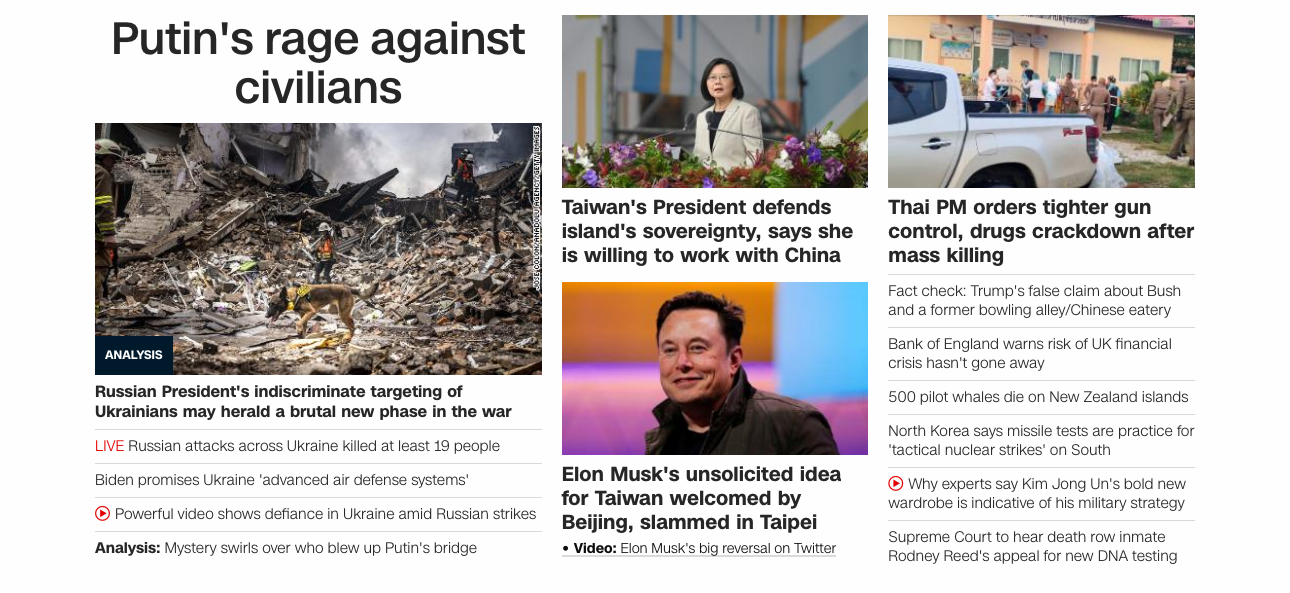 Putin's rage against
civilians
JOSE COLON/ANADOLU AGENCY/GETTY IMAGES
ANALYSIS
Russian President's indiscriminate targeting of
Ukrainians may herald a brutal new phase in the war
LIVE Russian attacks across Ukraine killed at least 19 people
Biden promises Ukraine 'advanced air defense systems'
Powerful video shows defiance in Ukraine amid Russian strikes
Analysis: Mystery swirls over who blew up Putin's bridge
Taiwan's President defends
island's sovereignty, says she
is willing to work with China
Elon Musk's unsolicited idea
for Taiwan welcomed by
Beijing, slammed in Taipei
• Video: Elon Musk's big reversal on Twitter
Thai PM orders tighter gun
control, drugs crackdown after
mass killing
Fact check: Trump's false claim about Bush
and a former bowling alley/Chinese eatery
Bank of England warns risk of UK financial
crisis hasn't gone away
500 pilot whales die on New Zealand islands
North Korea says missile tests are practice for
'tactical nuclear strikes' on South
Why experts say Kim Jong Un's bold new
wardrobe is indicative of his military strategy
Supreme Court to hear death row inmate
Rodney Reed's appeal for new DNA testing